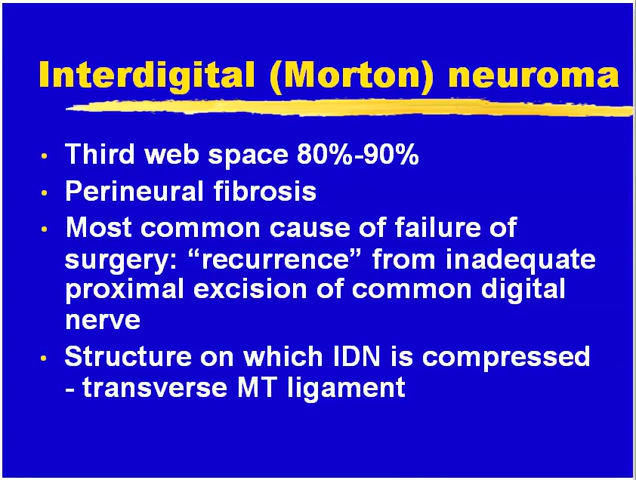 Interdigital (Morton) neuroma
• Third web space 80%-90%
• Perineural fibrosis
• Most common cause of failure of
surgery: “recurrence” from inadequate
proximal excision of common digital
nerve
• Structure on which IDN is compressed
- transverse MT ligament